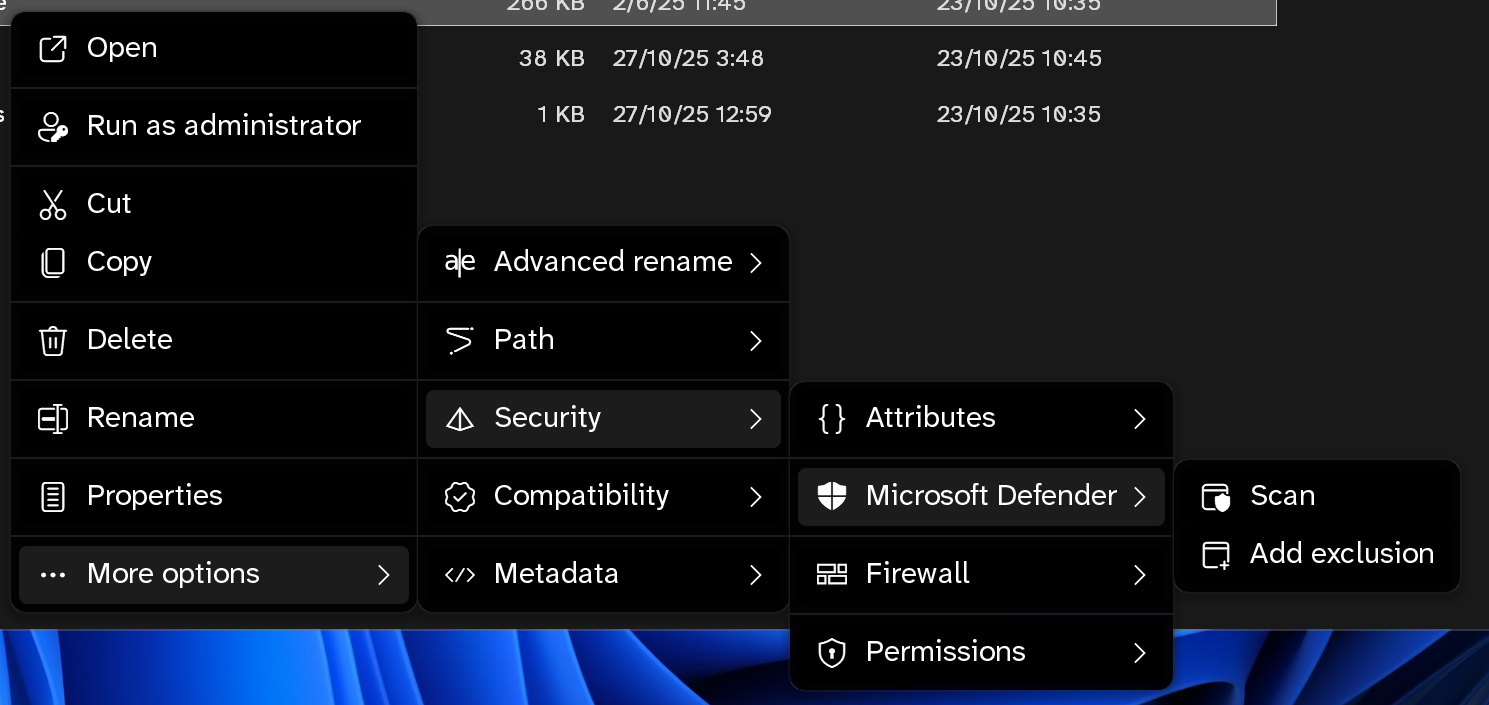 266 KB 2/6/25 11:45 23/10/25 10:35
Open
38 KB 27/10/25 3:48 23/10/25 10:45
Run as administrator
1 KB 27/10/25 12:59 23/10/25 10:35
Cut
Copy
Delete
Rename
Properties
More options
a|e Advanced rename
Path
Security
Compatibility
</> Metadata
{} Attributes
Microsoft Defender
Firewall
Permissions
Scan
Add exclusion